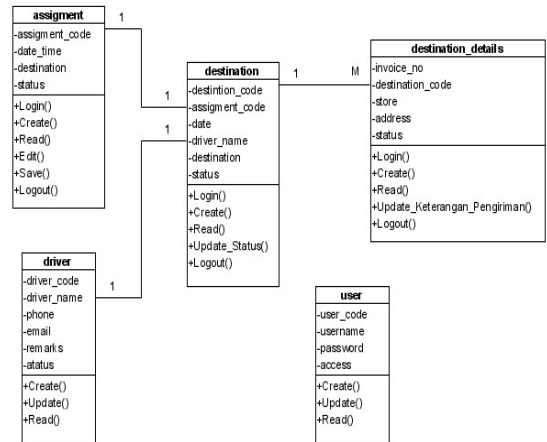 assigment
-assigment_code
-date_time
-destination
-status
+Login()
+Create()
+Read()
+Edit()
+Save()
+Logout()
1
1
destination
-destintion_code
-assigment_code
-date
-driver_name
-destination
-status
+Login()
+Create()
+Read()
+Update_Status()
+Logout()
1
M
destination_details
-invoice_no
-destination_code
-store
-address
-status
+Login()
+Create()
+Read()
+Update_Keterangan_Pengiriman()
+Logout()
1
1
driver
-driver_code
-driver_name
-phone
-email
-remarks
-atatus
+Create()
+Update()
+Read()
user
-user_code
-username
-password
-access
+Create()
+Update()
+Read()